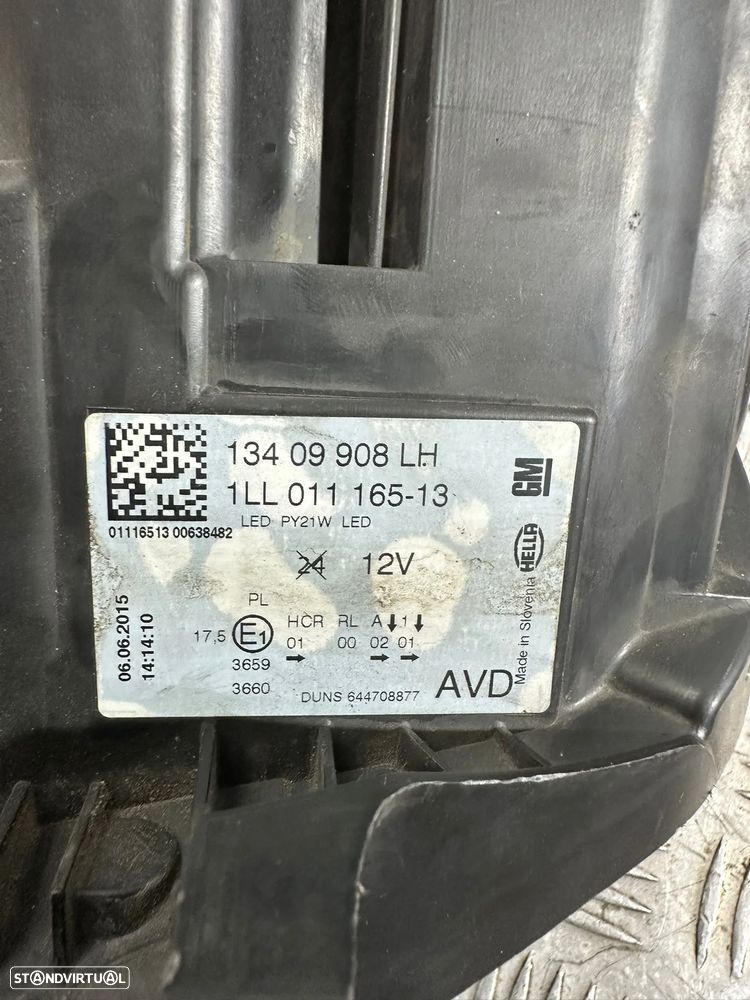 134 09 908 LH
1LL 011 165-13
LED PY21W LED
01116513 00638482
GM
HELLA
Made in Slovenia
24 12V
06.06.2015
14:14:10
PL
HCR RL A 1
17,5 E1 01 00 02 01
3659
3660
DUNS 644708877
AVD
STANDVIRTUAL